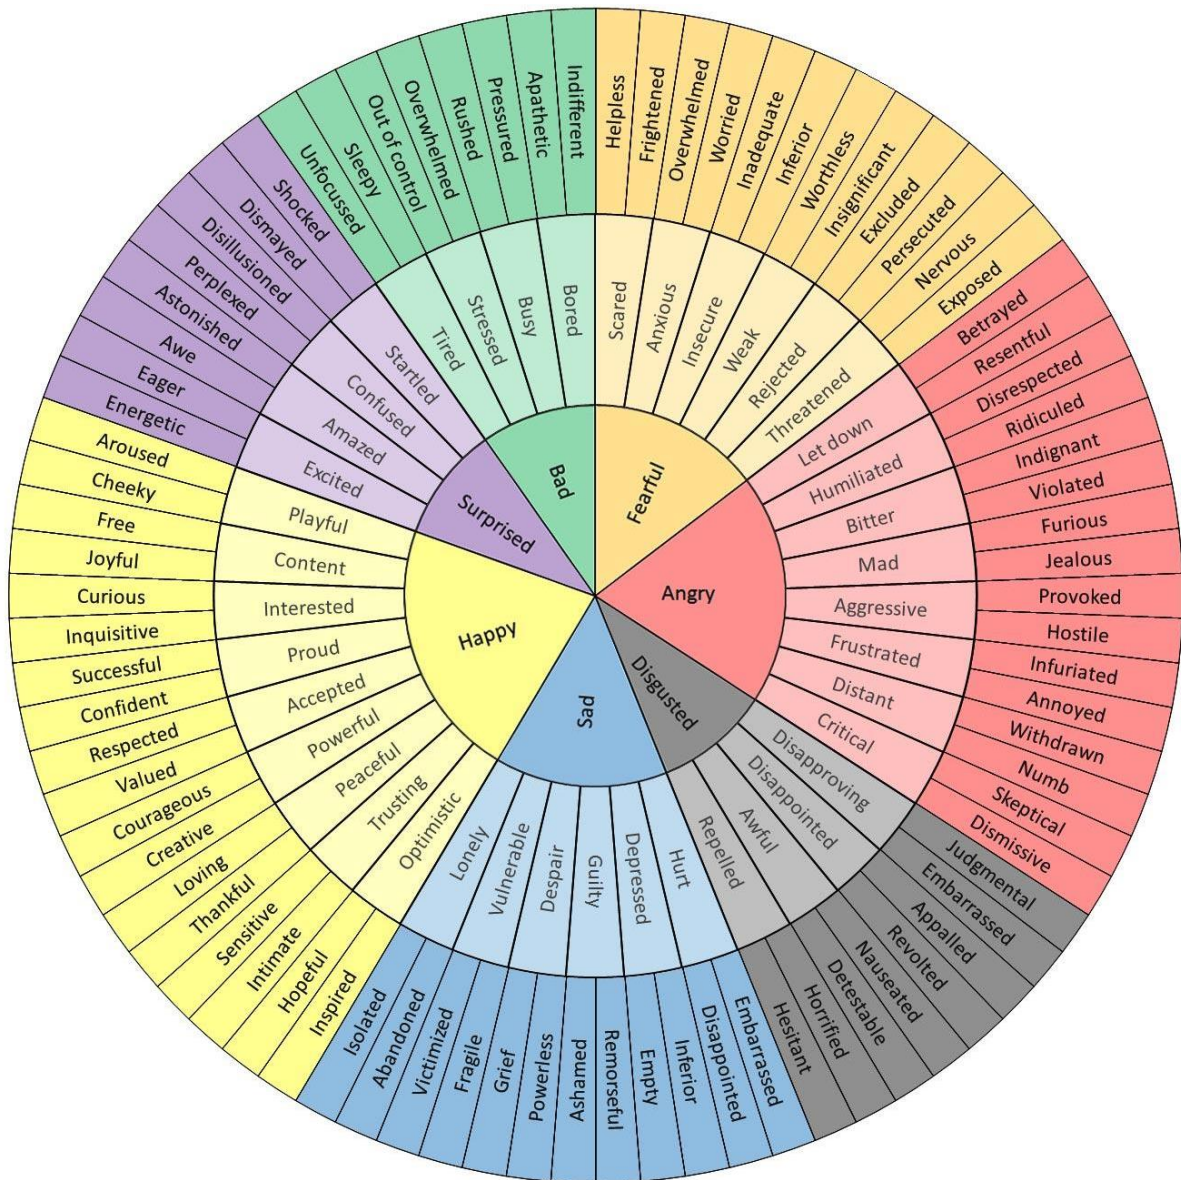 Fearful
Angry
Disgusted
Sad
Happy
Surprised
Bad
Scared
Anxious
Insecure
Weak
Rejected
Threatened
Let down
Humiliated
Bitter
Mad
Aggressive
Frustrated
Distant
Critical
Disapproving
Disappointed
Awful
Repelled
Hurt
Depressed
Guilty
Despair
Vulnerable
Lonely
Optimistic
Trusting
Peaceful
Powerful
Accepted
Proud
Interested
Content
Playful
Excited
Amazed
Confused
Startled
Tired
Stressed
Busy
Bored
Helpless
Frightened
Overwhelmed
Worried
Inadequate
Inferior
Worthless
Insignificant
Excluded
Persecuted
Nervous
Exposed
Betrayed
Resentful
Disrespected
Ridiculed
Indignant
Violated
Furious
Jealous
Provoked
Hostile
Infuriated
Annoyed
Withdrawn
Numb
Skeptical
Dismissive
Judgmental
Embarrassed
Appalled
Revolted
Nauseated
Detestable
Horrified
Hesitant
Embarrassed
Disappointed
Inferior
Empty
Remorseful
Ashamed
Powerless
Grief
Fragile
Victimized
Abandoned
Isolated
Inspired
Hopeful
Intimate
Sensitive
Thankful
Loving
Creative
Courageous
Valued
Respected
Confident
Successful
Inquisitive
Curious
Joyful
Free
Cheeky
Aroused
Energetic
Eager
Awe
Astonished
Perplexed
Disillusioned
Dismayed
Shocked
Unfocussed
Sleepy
Out of control
Overwhelmed
Rushed
Pressured
Apathetic
Indifferent